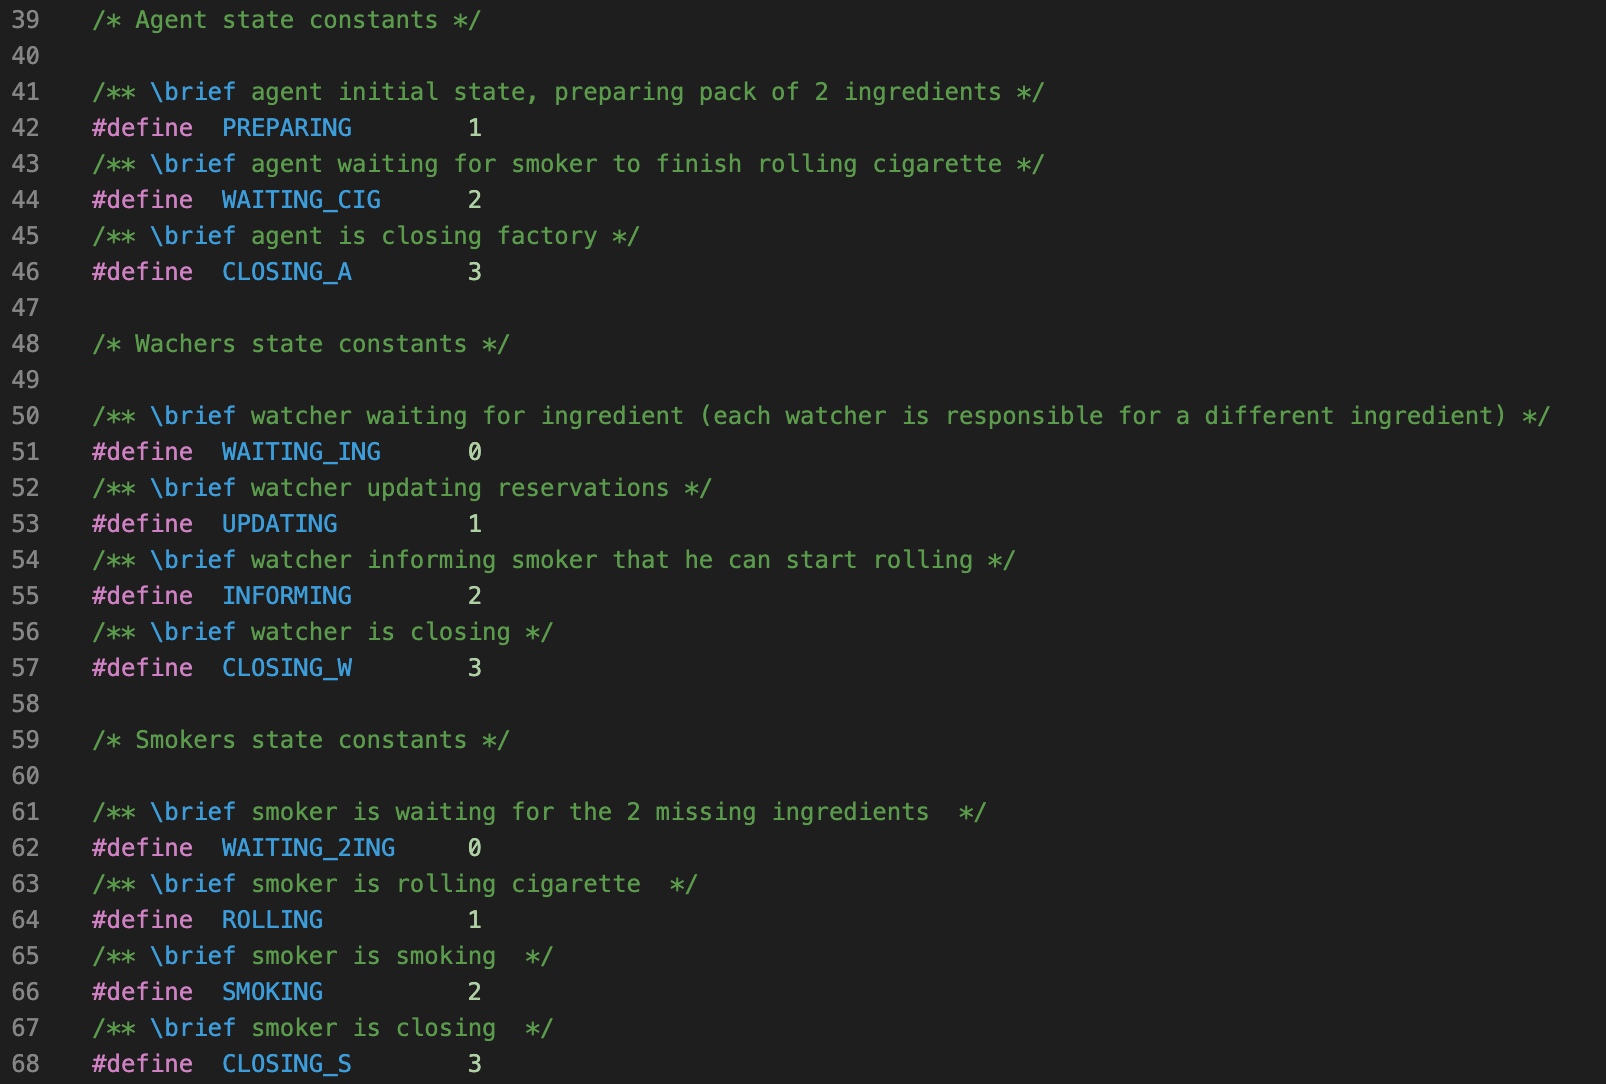 39 /* Agent state constants */
40
41 /** \brief agent initial state, preparing pack of 2 ingredients */
42 #define PREPARING 1
43 /** \brief agent waiting for smoker to finish rolling cigarette */
44 #define WAITING_CIG 2
45 /** \brief agent is closing factory */
46 #define CLOSING_A 3
47
48 /* Wachers state constants */
49
50 /** \brief watcher waiting for ingredient (each watcher is responsible for a different ingredient) */
51 #define WAITING_ING 0
52 /** \brief watcher updating reservations */
53 #define UPDATING 1
54 /** \brief watcher informing smoker that he can start rolling */
55 #define INFORMING 2
56 /** \brief watcher is closing */
57 #define CLOSING_W 3
58
59 /* Smokers state constants */
60
61 /** \brief smoker is waiting for the 2 missing ingredients  */
62 #define WAITING_2ING 0
63 /** \brief smoker is rolling cigarette  */
64 #define ROLLING 1
65 /** \brief smoker is smoking  */
66 #define SMOKING 2
67 /** \brief smoker is closing  */
68 #define CLOSING_S 3